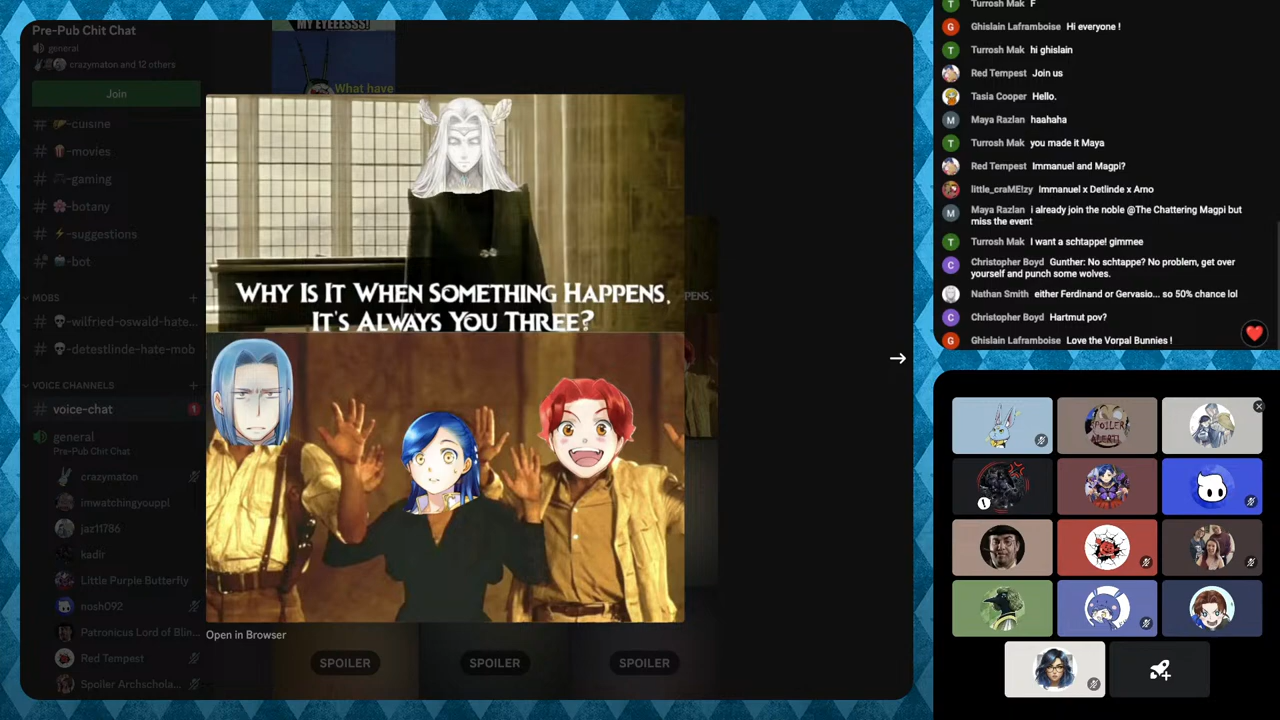 Pre-Pub Chit Chat
general
crazymaton and 12 others
Join
# -cuisine
# -movies
# -gaming
# -botany
# -suggestions
# -bot
MOBS
# -wilfried-oswald-hate...
# -detestlinde-hate-mob
VOICE CHANNELS
# voice-chat 1
general
Pre-Pub Chit Chat
crazymaton
imwatchingyouppl
jaz11786
kadir
Little Purple Butterfly
nosh092
Patronicus Lord of Blin...
Red Tempest
Spoiler Archschola...
MY EYEEESSS!
What have
WHY IS IT WHEN SOMETHING HAPPENS,
IT'S ALWAYS YOU THREE?
PENS,
Open in Browser
SPOILER
SPOILER
SPOILER
Turrosh Mak F
Ghislain Laframboise Hi everyone !
Turrosh Mak hi ghislain
Red Tempest Join us
Tasia Cooper Hello.
Maya Razlan haahaha
Turrosh Mak you made it Maya
Red Tempest Immanuel and Magpi?
little_craME!zy Immanuel x Detlinde x Arno
Maya Razlan i already join the noble @The Chattering Magpi but
miss the event
Turrosh Mak I want a schtappe! gimmee
Christopher Boyd Gunther: No schtappe? No problem, get over
yourself and punch some wolves.
Nathan Smith either Ferdinand or Gervasio... so 50% chance lol
Christopher Boyd Hartmut pov?
Ghislain Laframboise Love the Vorpal Bunnies !
SPOILER
ALERT!